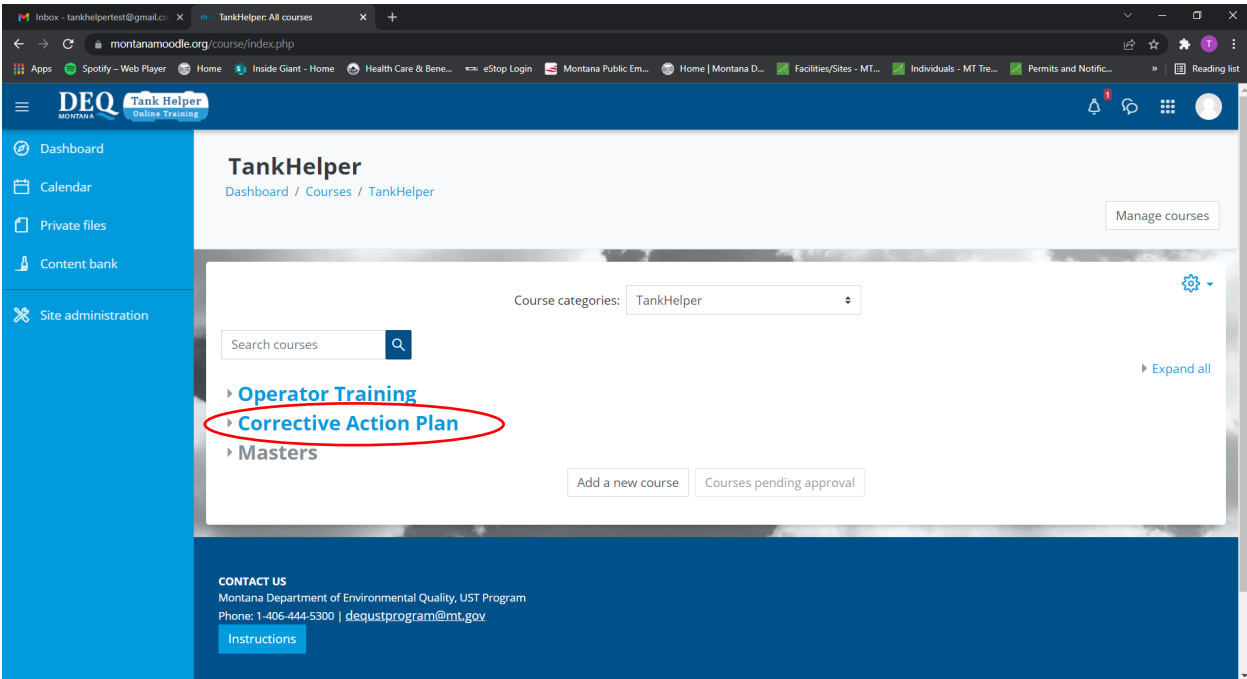 Inbox - tankhelpertest@gmail.co
TankHelper: All courses
montanamoodle.org/course/index.php
T
Apps
Spotify – Web Player
Home
Inside Giant - Home
Health Care & Bene...
eStop Login
Montana Public Em...
Home | Montana D...
Facilities/Sites - MT...
Individuals - MT Tre...
Permits and Notific...
»
Reading list
DEQ
MONTANA
Tank Helper
Online Training
1
Dashboard
Calendar
Private files
Content bank
Site administration
TankHelper
Dashboard / Courses / TankHelper
Manage courses
Course categories: TankHelper
Search courses
Expand all
Operator Training
Corrective Action Plan
Masters
Add a new course
Courses pending approval
CONTACT US
Montana Department of Environmental Quality, UST Program
Phone: 1-406-444-5300 | dequstprogram@mt.gov
Instructions